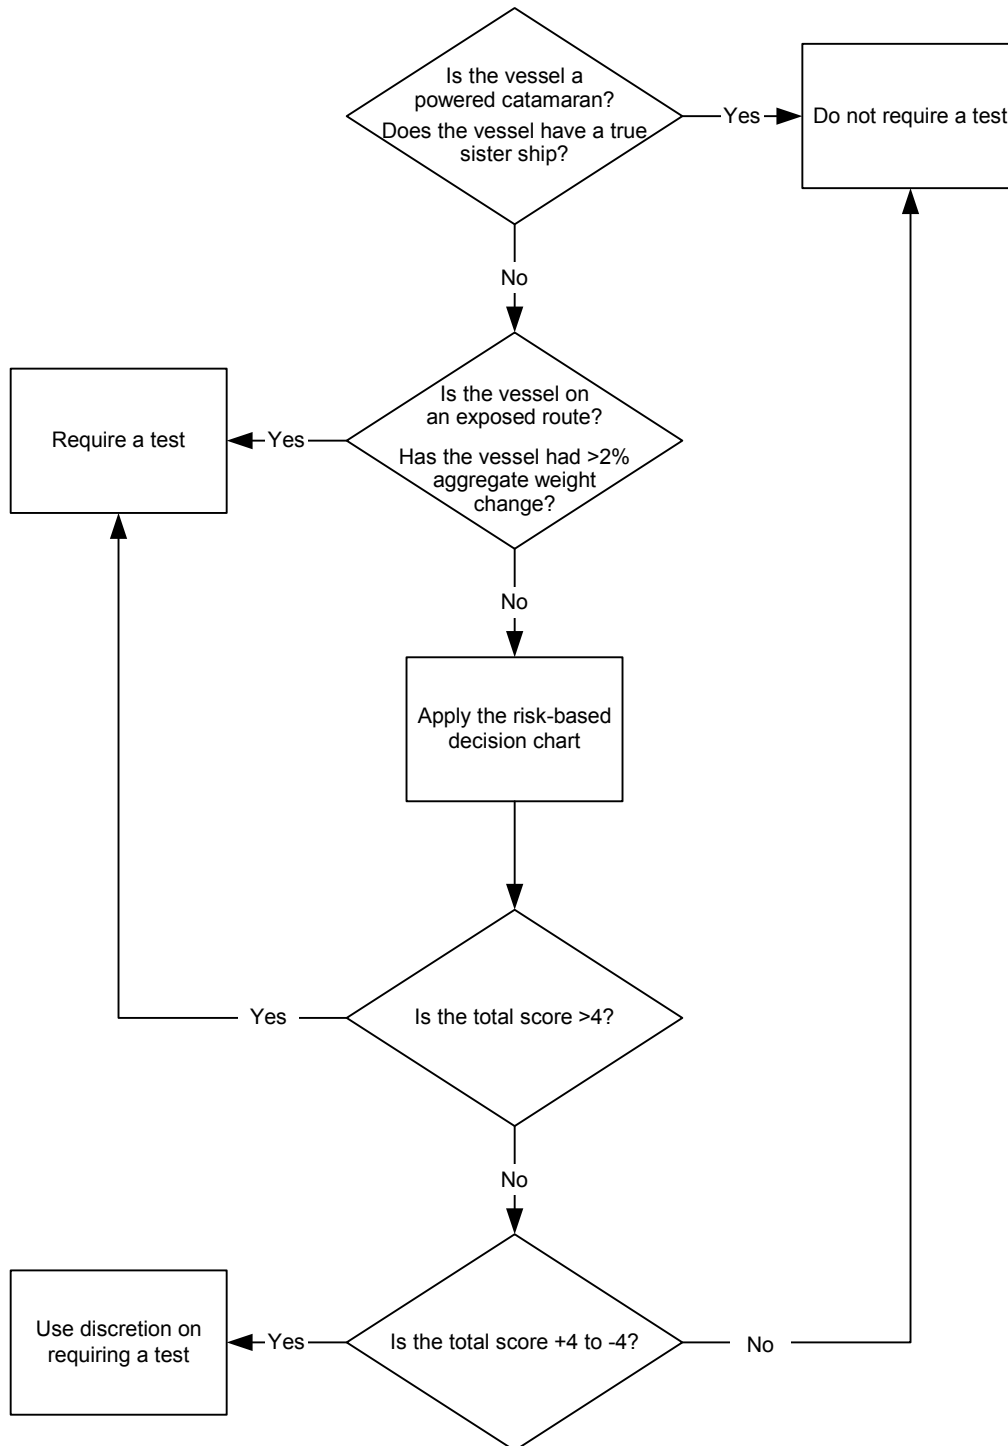 Is the vessel a
powered catamaran?
Does the vessel have a true
sister ship?
Yes
Do not require a test
No
Is the vessel on
an exposed route?
Has the vessel had >2%
aggregate weight
change?
Yes
Require a test
No
Apply the risk-based
decision chart
Is the total score >4?
Yes
No
Is the total score +4 to -4?
Yes
Use discretion on
requiring a test
No